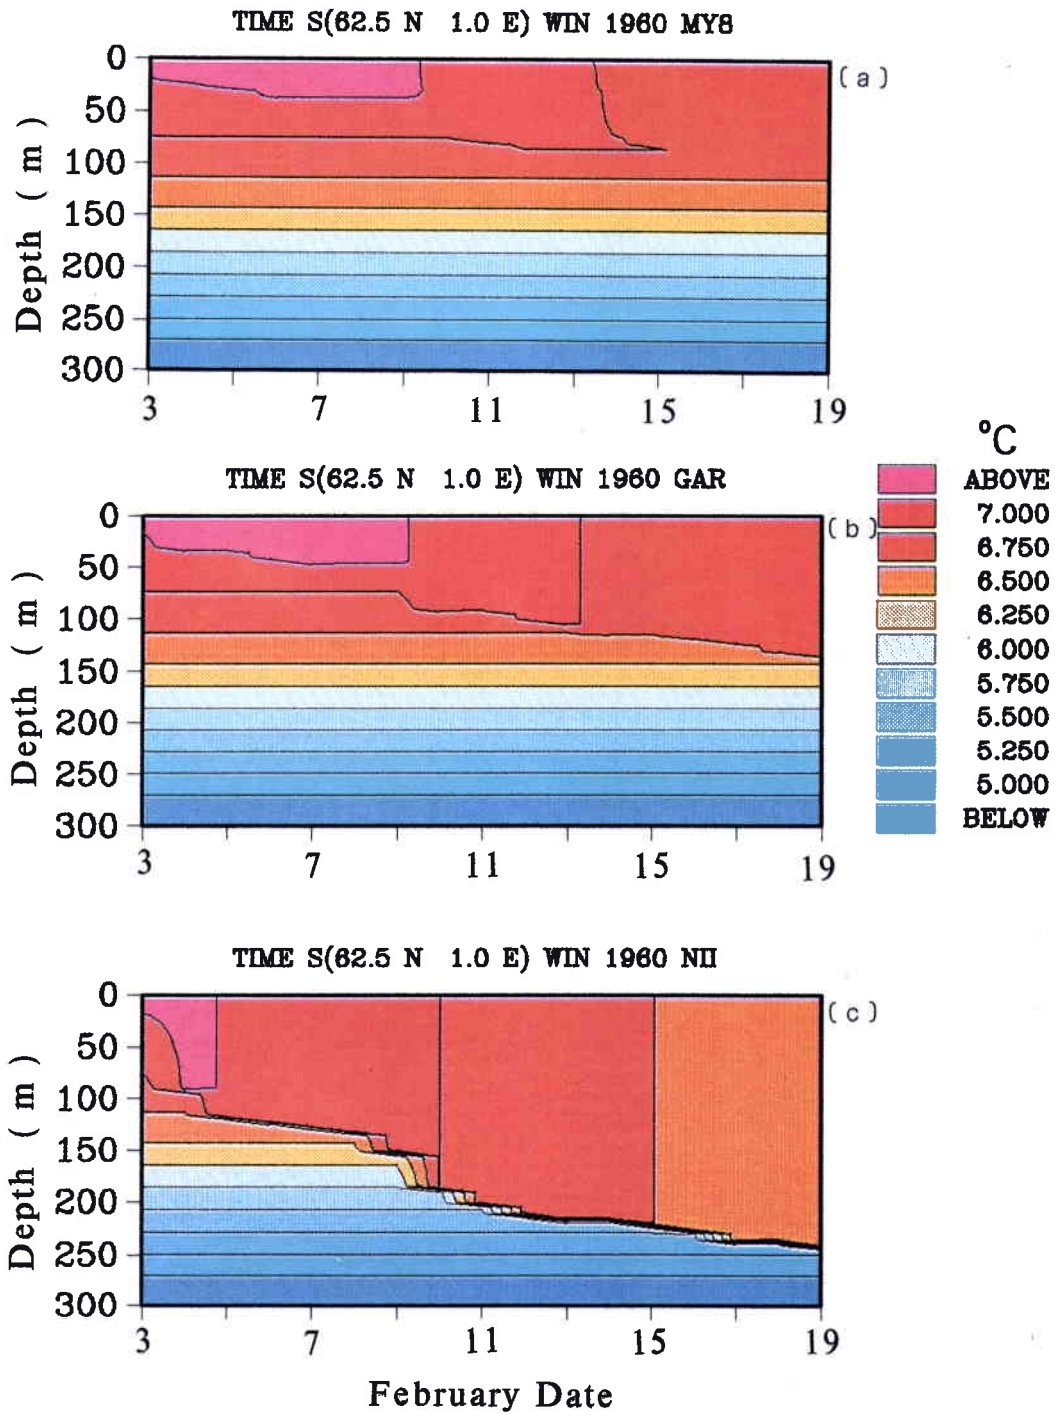 TIME S(62.5 N 1.0 E) WIN 1960 MY8
(a)
Depth ( m )
0
50
100
150
200
250
300
3 7 11 15 19
TIME S(62.5 N 1.0 E) WIN 1960 GAR
(b)
Depth ( m )
0
50
100
150
200
250
300
3 7 11 15 19
°C
ABOVE
7.000
6.750
6.500
6.250
6.000
5.750
5.500
5.250
5.000
BELOW
TIME S(62.5 N 1.0 E) WIN 1960 NII
(c)
Depth ( m )
0
50
100
150
200
250
300
3 7 11 15 19
February Date